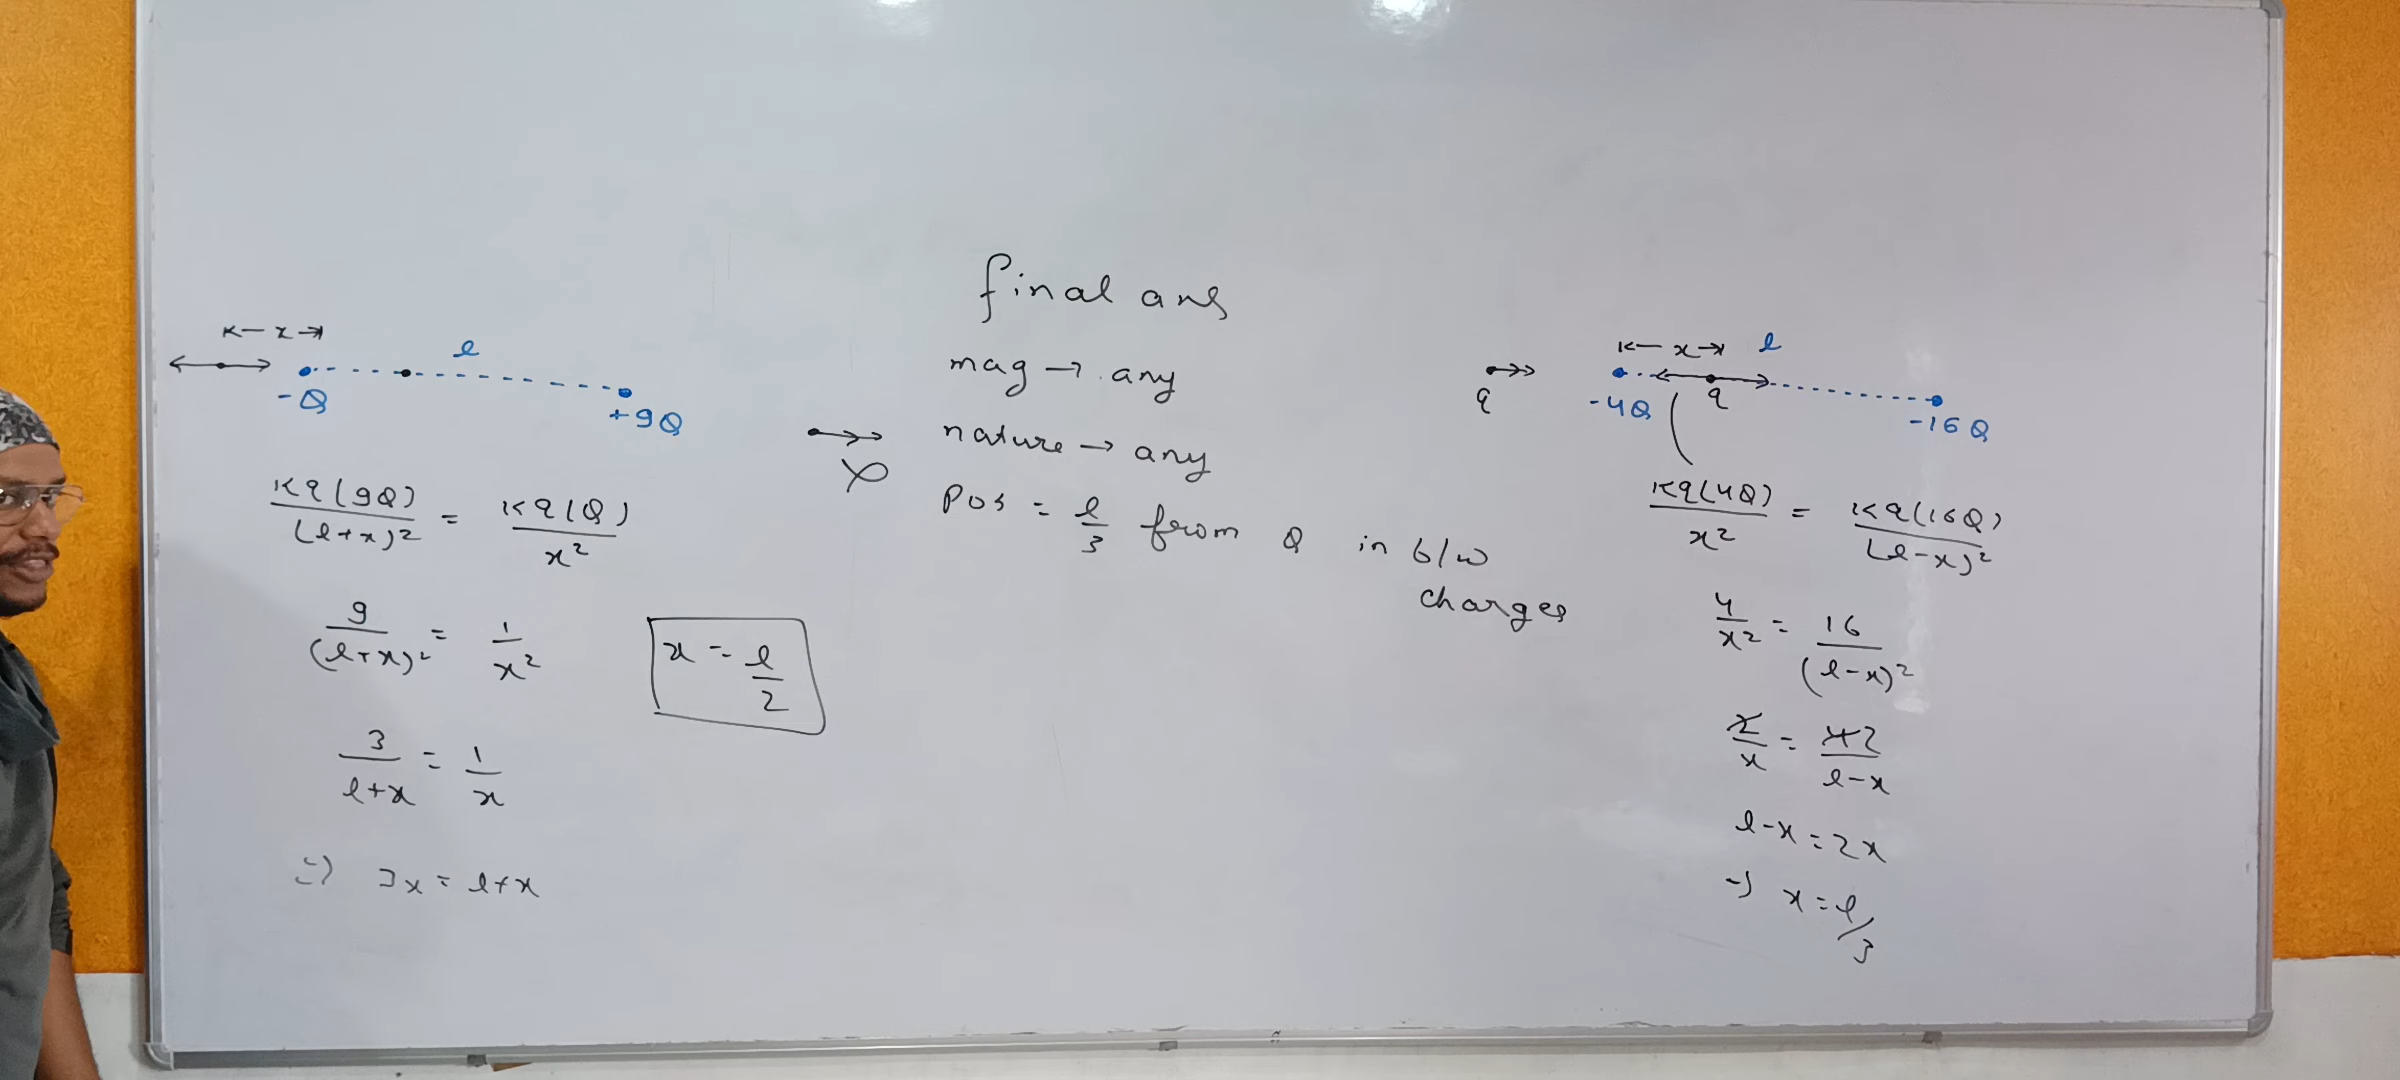 K— x →
l
-Q
+9Q
Kq(9Q)/(l+x)² = Kq(Q)/x²
9/(l+x)² = 1/x²
3/(l+x) = 1/x
=) 3x = l+x
x = l/2
final ans
mag → any
nature → any
Pos = l/3 from Q in b/w
charges
q
K— x →
l
-4Q
q
-16Q
Kq(4Q)/x² = Kq(16Q)/(l-x)²
4/x² = 16/(l-x)²
2/x = 42/(l-x)
l-x = 2x
x = l/3